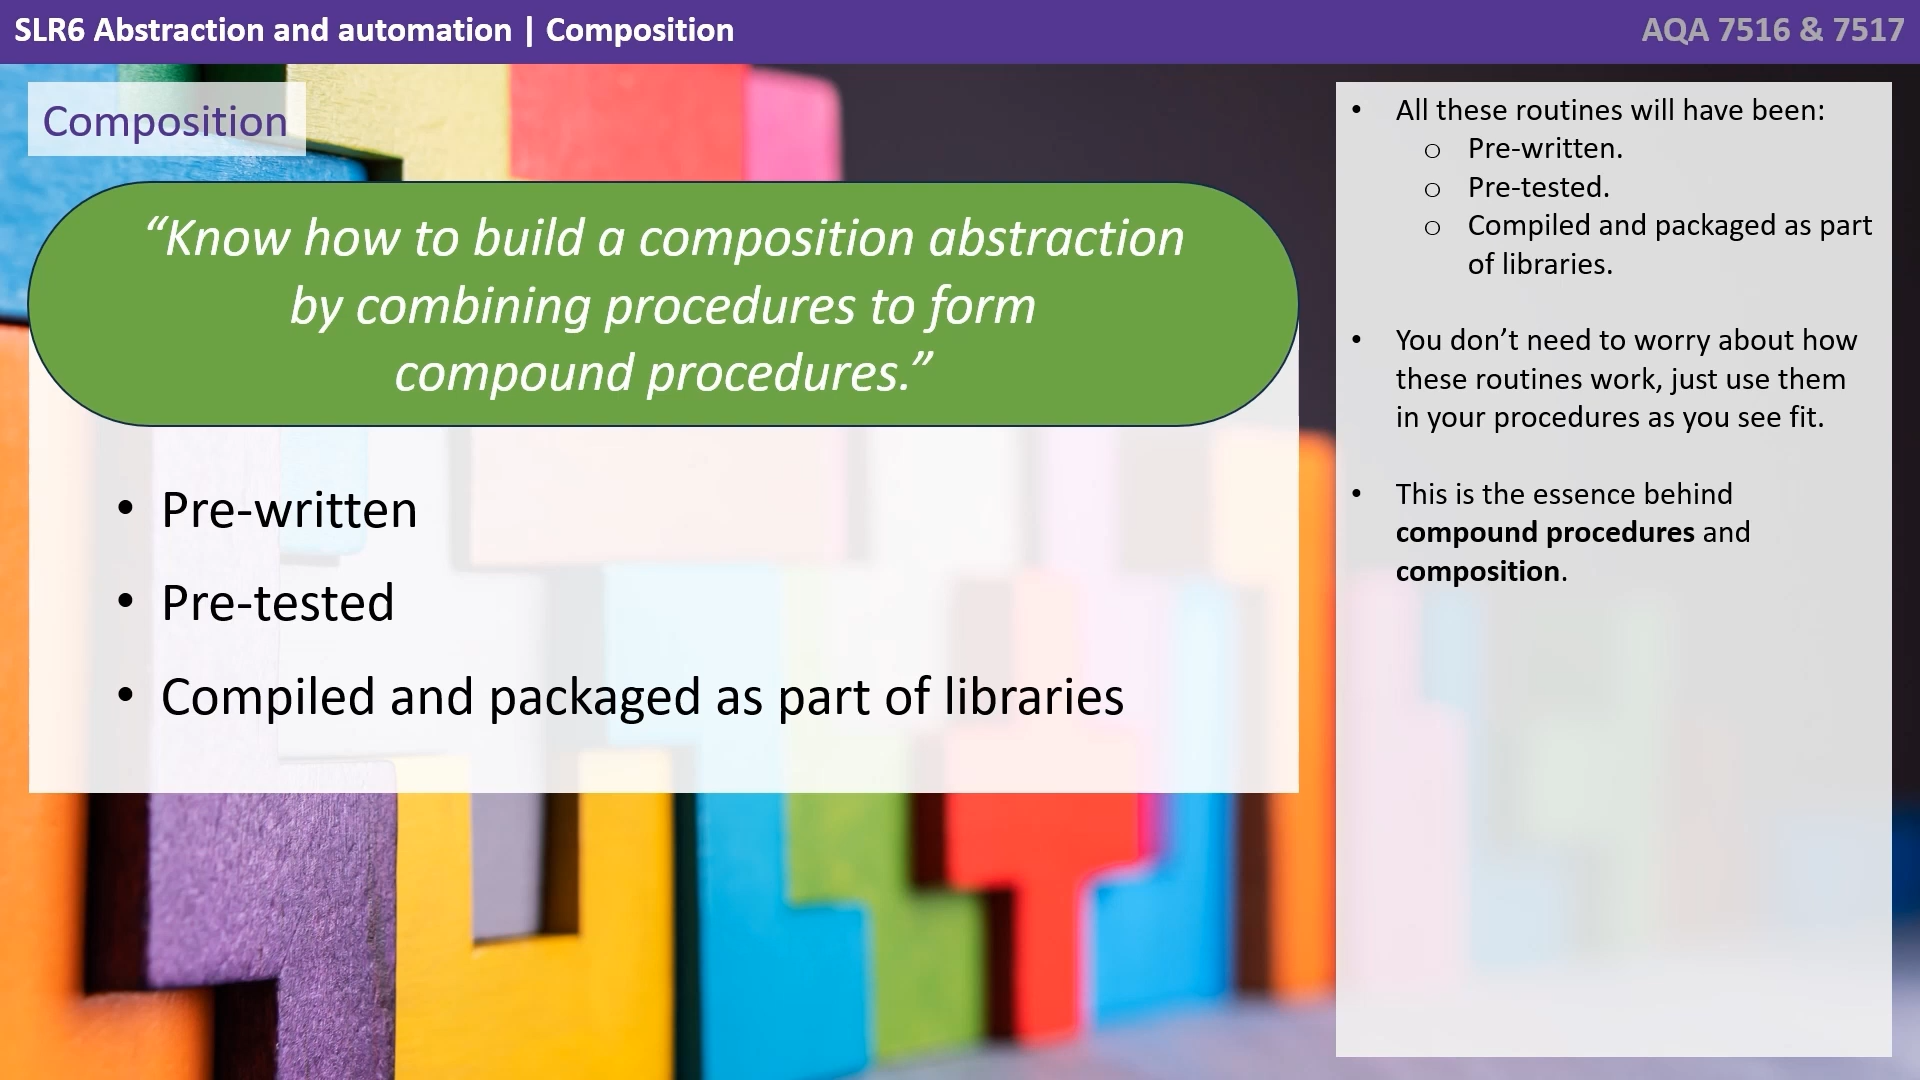 SLR6 Abstraction and automation | Composition
AQA 7516 & 7517
Composition
“Know how to build a composition abstraction
by combining procedures to form
compound procedures.”
• Pre-written
• Pre-tested
• Compiled and packaged as part of libraries
• All these routines will have been:
o Pre-written.
o Pre-tested.
o Compiled and packaged as part
of libraries.
• You don’t need to worry about how
these routines work, just use them
in your procedures as you see fit.
• This is the essence behind
compound procedures and
composition.